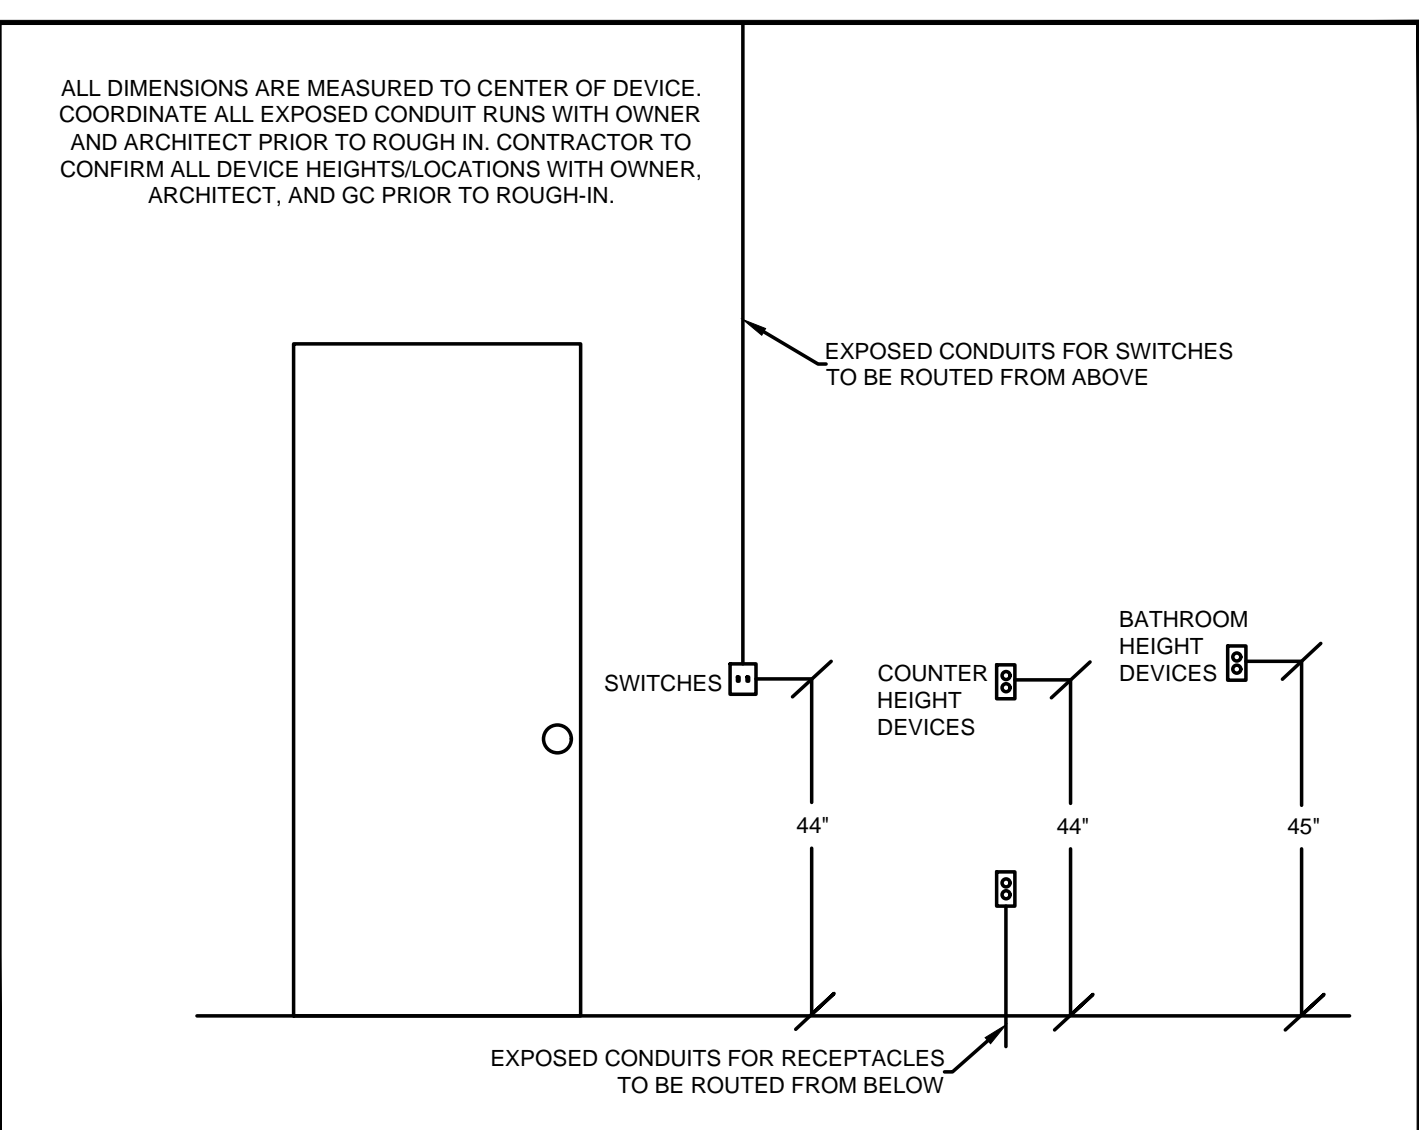 ALL DIMENSIONS ARE MEASURED TO CENTER OF DEVICE.
COORDINATE ALL EXPOSED CONDUIT RUNS WITH OWNER
AND ARCHITECT PRIOR TO ROUGH IN. CONTRACTOR TO
CONFIRM ALL DEVICE HEIGHTS/LOCATIONS WITH OWNER,
ARCHITECT, AND GC PRIOR TO ROUGH-IN.
EXPOSED CONDUITS FOR SWITCHES
TO BE ROUTED FROM ABOVE
SWITCHES
COUNTER
HEIGHT
DEVICES
BATHROOM
HEIGHT
DEVICES
44"
44"
45"
EXPOSED CONDUITS FOR RECEPTACLES
TO BE ROUTED FROM BELOW